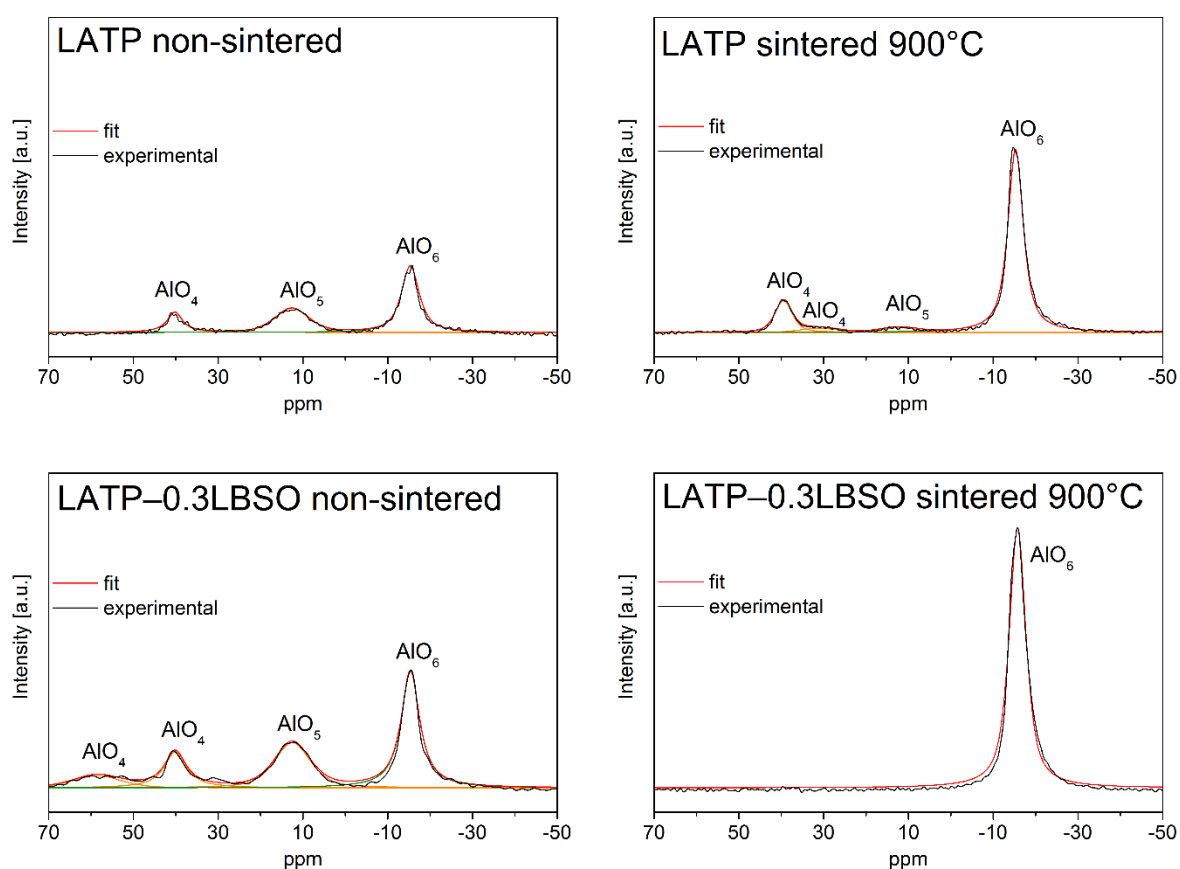 LATP non-sintered
fit
experimental
AlO4
AlO5
AlO6
Intensity [a.u.]
70 50 30 10 -10 -30 -50
ppm
LATP sintered 900°C
fit
experimental
AlO4
AlO4
AlO5
AlO6
Intensity [a.u.]
70 50 30 10 -10 -30 -50
ppm
LATP–0.3LBSO non-sintered
fit
experimental
AlO4
AlO4
AlO5
AlO6
Intensity [a.u.]
70 50 30 10 -10 -30 -50
ppm
LATP–0.3LBSO sintered 900°C
fit
experimental
AlO6
Intensity [a.u.]
70 50 30 10 -10 -30 -50
ppm